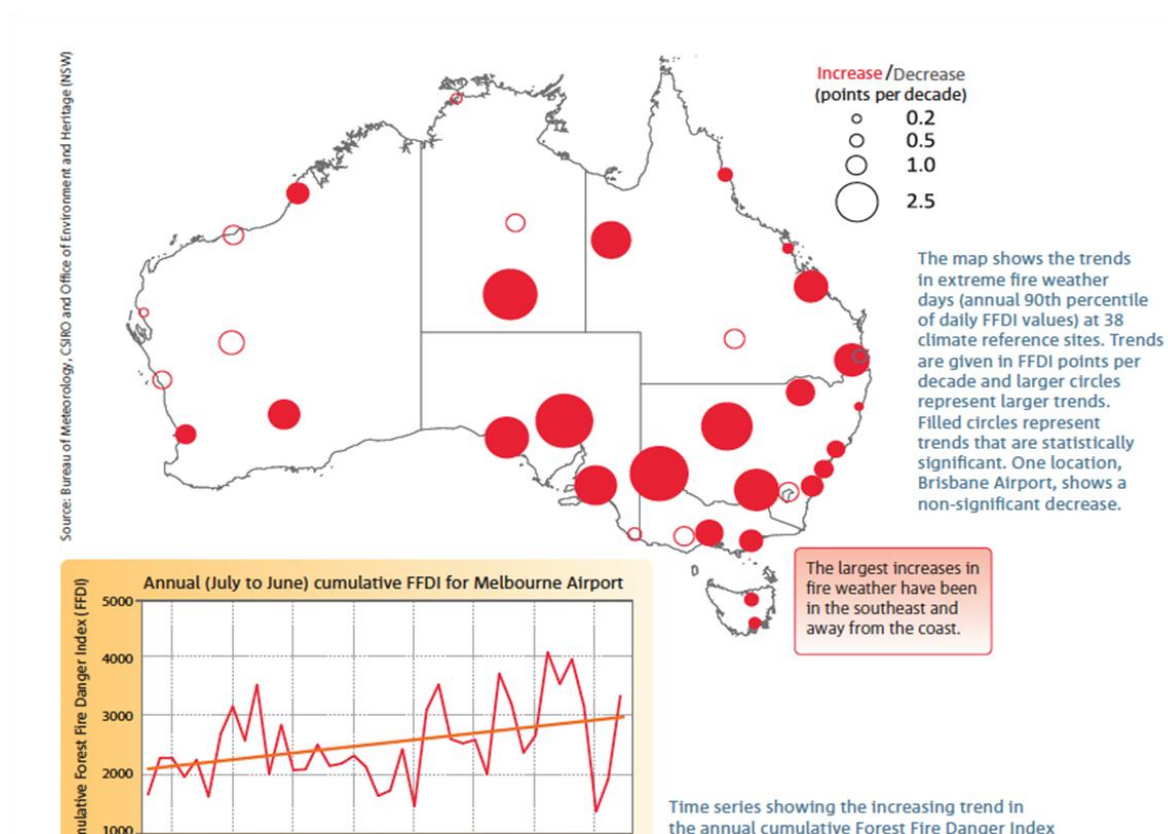 Source: Bureau of Meteorology, CSIRO and Office of Environment and Heritage (NSW)
Increase/Decrease
(points per decade)
0.2
0.5
1.0
2.5
The map shows the trends
in extreme fire weather
days (annual 90th percentile
of daily FFDI values) at 38
climate reference sites. Trends
are given in FFDI points per
decade and larger circles
represent larger trends.
Filled circles represent
trends that are statistically
significant. One location,
Brisbane Airport, shows a
non-significant decrease.
The largest increases in
fire weather have been
in the southeast and
away from the coast.
Annual (July to June) cumulative FFDI for Melbourne Airport
mulative Forest Fire Danger Index (FFDI)
5000
4000
3000
2000
1000
Time series showing the increasing trend in
the annual cumulative Forest Fire Danger Index